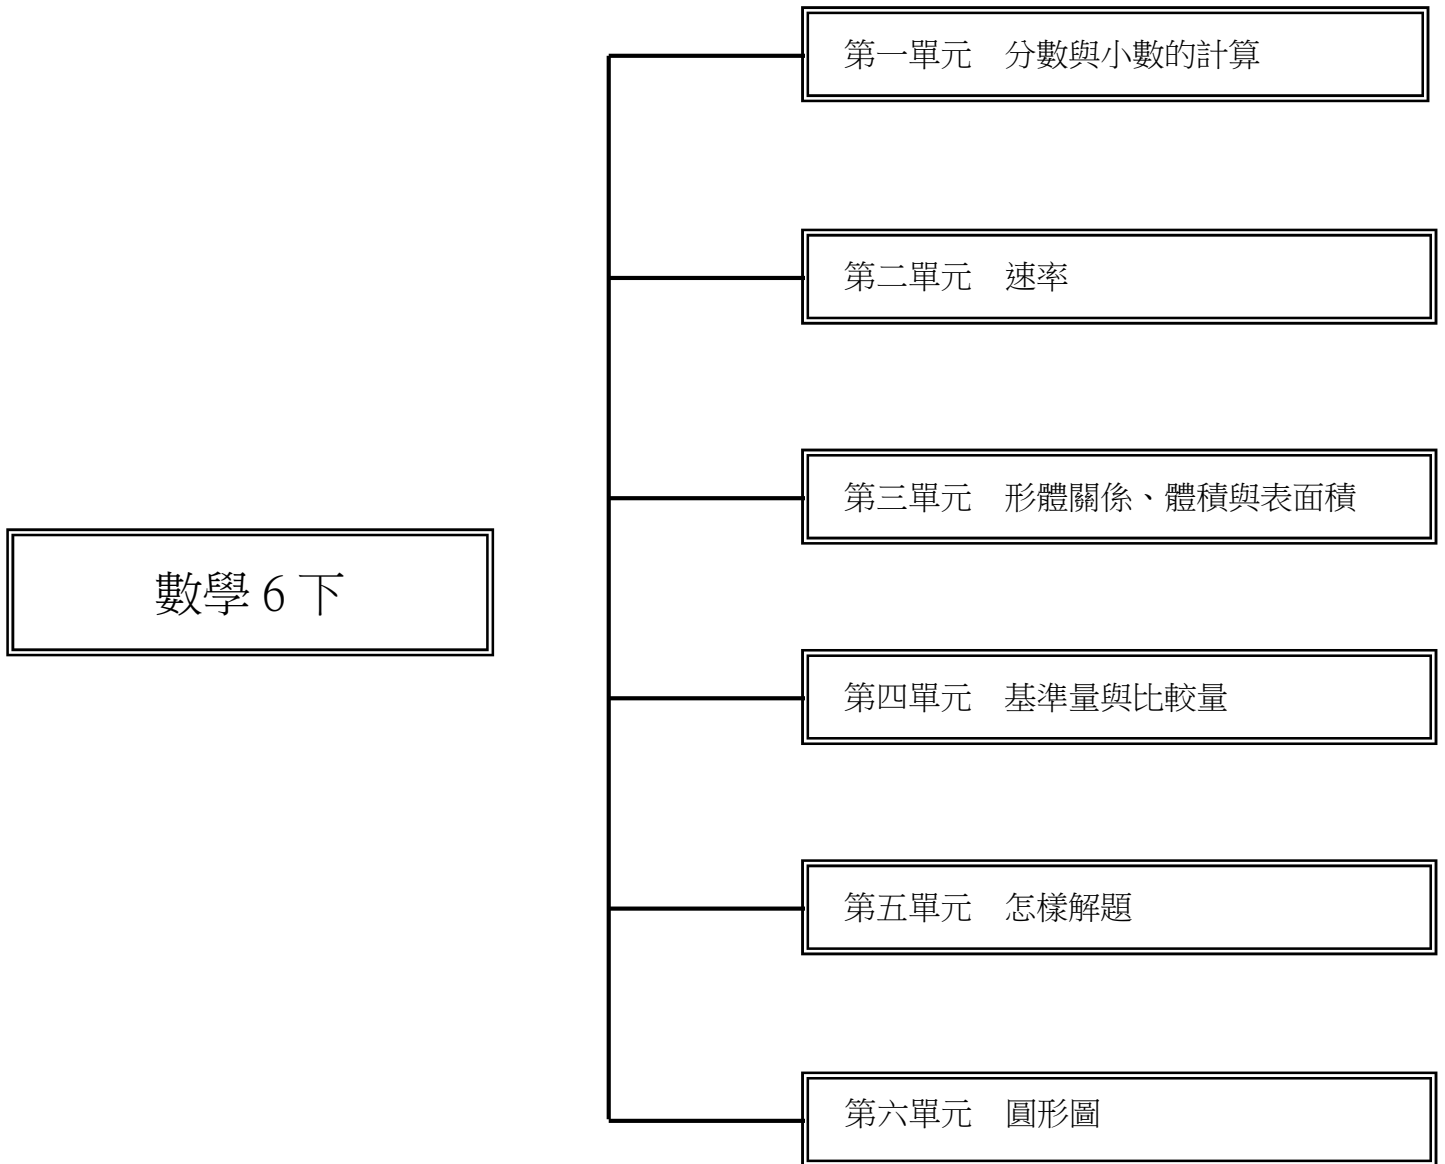 第一單元　分數與小數的計算
第二單元　速率
第三單元　形體關係、體積與表面積
數學 6 下
第四單元　基準量與比較量
第五單元　怎樣解題
第六單元　圓形圖